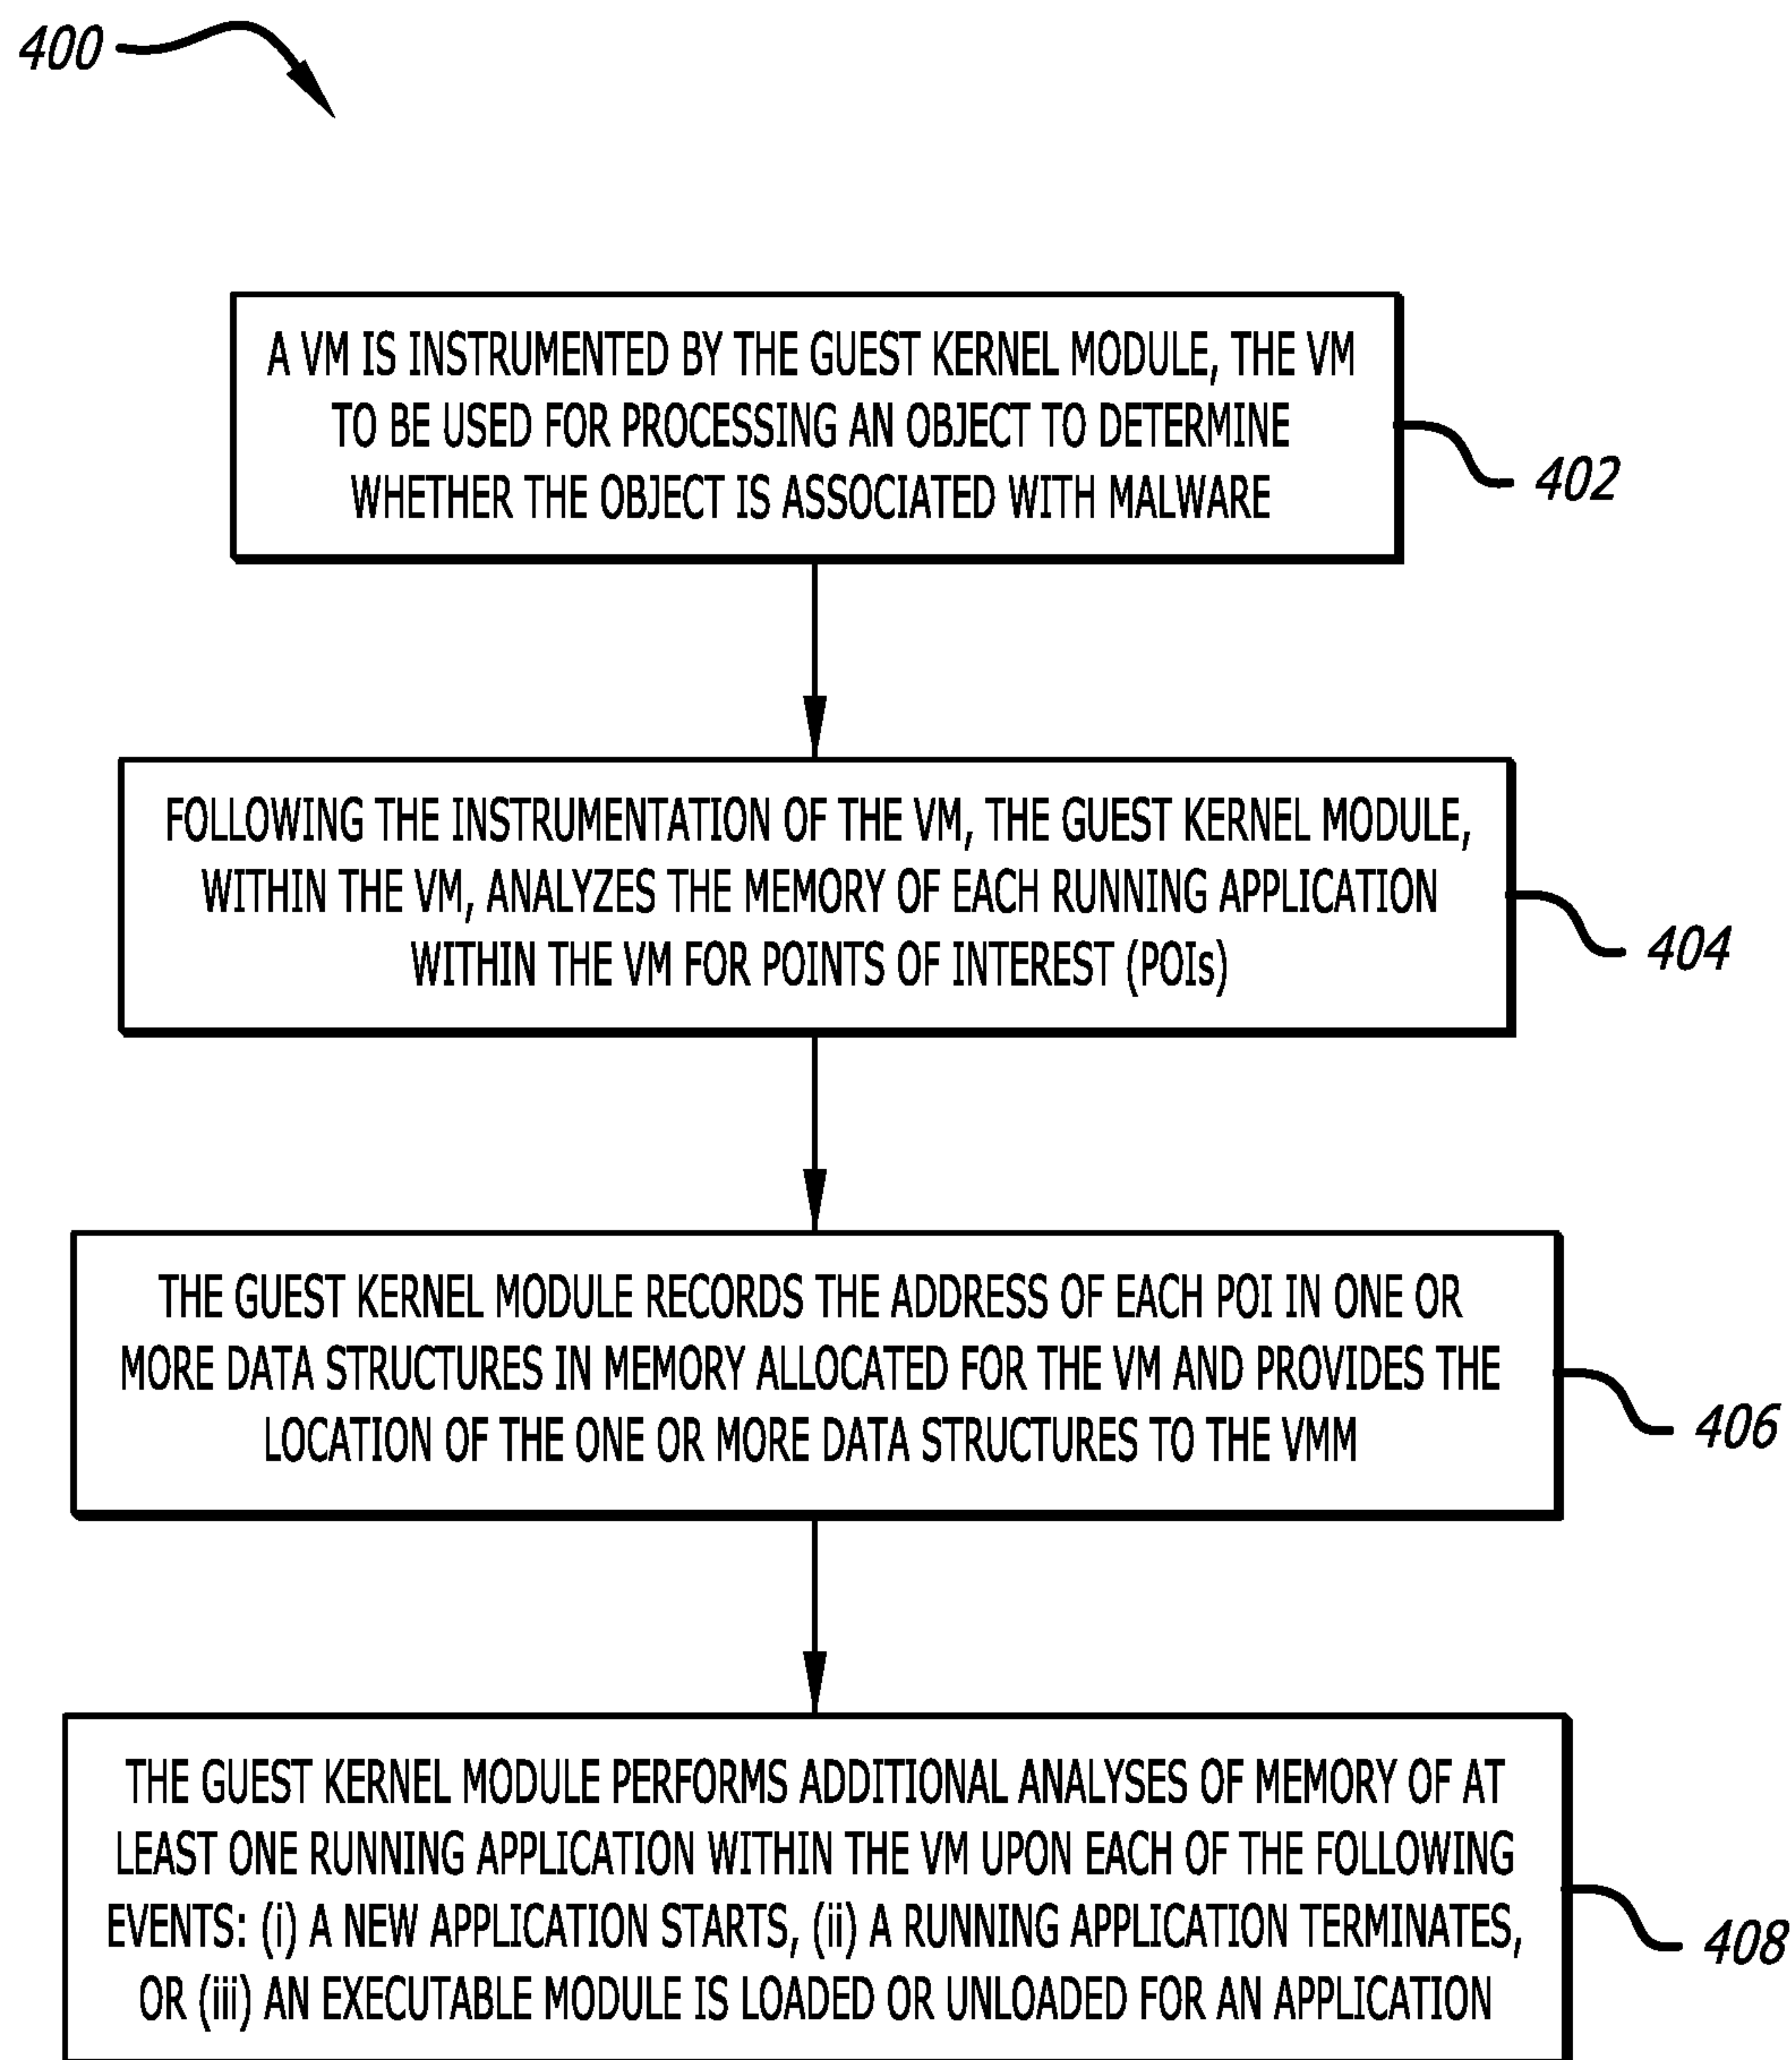 400
A VM IS INSTRUMENTED BY THE GUEST KERNEL MODULE, THE VM
TO BE USED FOR PROCESSING AN OBJECT TO DETERMINE
WHETHER THE OBJECT IS ASSOCIATED WITH MALWARE
402
FOLLOWING THE INSTRUMENTATION OF THE VM, THE GUEST KERNEL MODULE,
WITHIN THE VM, ANALYZES THE MEMORY OF EACH RUNNING APPLICATION
WITHIN THE VM FOR POINTS OF INTEREST (POIs)
404
THE GUEST KERNEL MODULE RECORDS THE ADDRESS OF EACH POI IN ONE OR
MORE DATA STRUCTURES IN MEMORY ALLOCATED FOR THE VM AND PROVIDES THE
LOCATION OF THE ONE OR MORE DATA STRUCTURES TO THE VMM
406
THE GUEST KERNEL MODULE PERFORMS ADDITIONAL ANALYSES OF MEMORY OF AT
LEAST ONE RUNNING APPLICATION WITHIN THE VM UPON EACH OF THE FOLLOWING
EVENTS: (i) A NEW APPLICATION STARTS, (ii) A RUNNING APPLICATION TERMINATES,
OR (iii) AN EXECUTABLE MODULE IS LOADED OR UNLOADED FOR AN APPLICATION
408